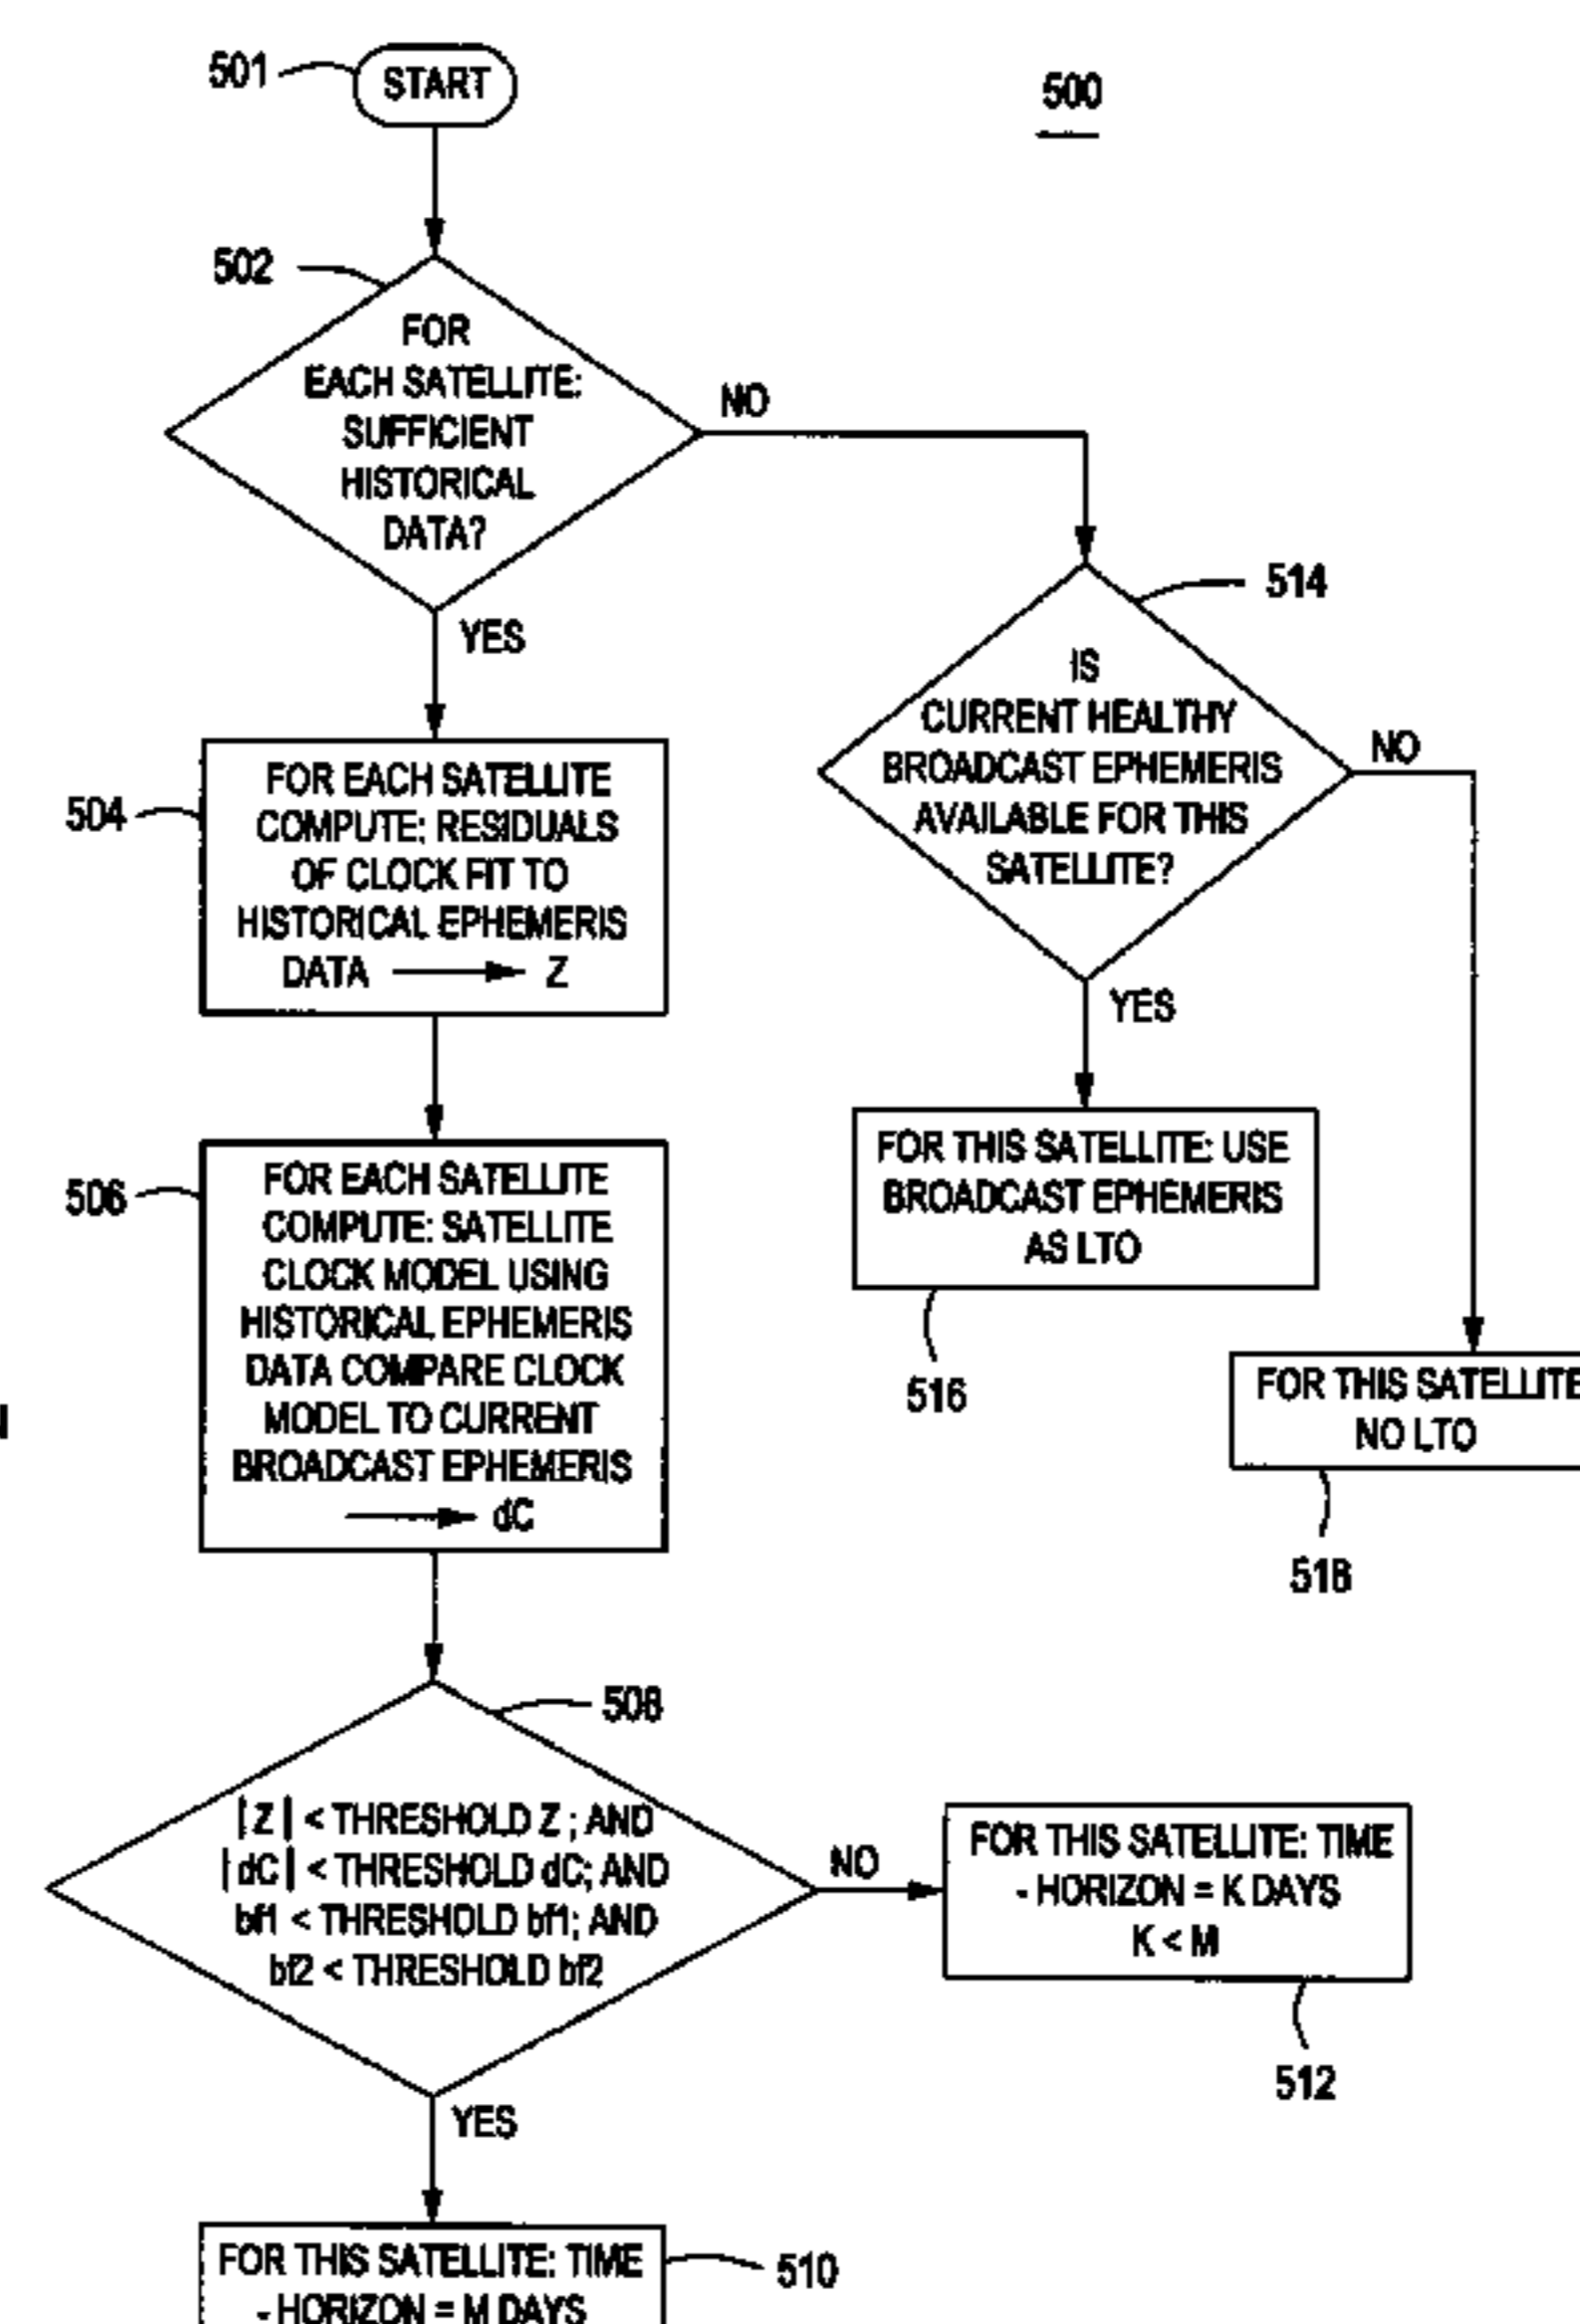 501
START
500
502
FOR
EACH SATELLITE:
SUFFICIENT
HISTORICAL
DATA?
NO
YES
514
IS
CURRENT HEALTHY
BROADCAST EPHEMERIS
AVAILABLE FOR THIS
SATELLITE?
NO
YES
504
FOR EACH SATELLITE
COMPUTE; RESIDUALS
OF CLOCK FIT TO
HISTORICAL EPHEMERIS
DATA → Z
506
FOR EACH SATELLITE
COMPUTE: SATELLITE
CLOCK MODEL USING
HISTORICAL EPHEMERIS
DATA COMPARE CLOCK
MODEL TO CURRENT
BROADCAST EPHEMERIS
→ dC
FOR THIS SATELLITE: USE
BROADCAST EPHEMERIS
AS LTO
516
FOR THIS SATELLITE
NO LTO
518
508
| Z | < THRESHOLD Z ; AND
| dC | < THRESHOLD dC; AND
bf1 < THRESHOLD bf1; AND
bf2 < THRESHOLD bf2
NO
YES
FOR THIS SATELLITE: TIME
- HORIZON = K DAYS
K < M
512
FOR THIS SATELLITE: TIME
- HORIZON = M DAYS
510